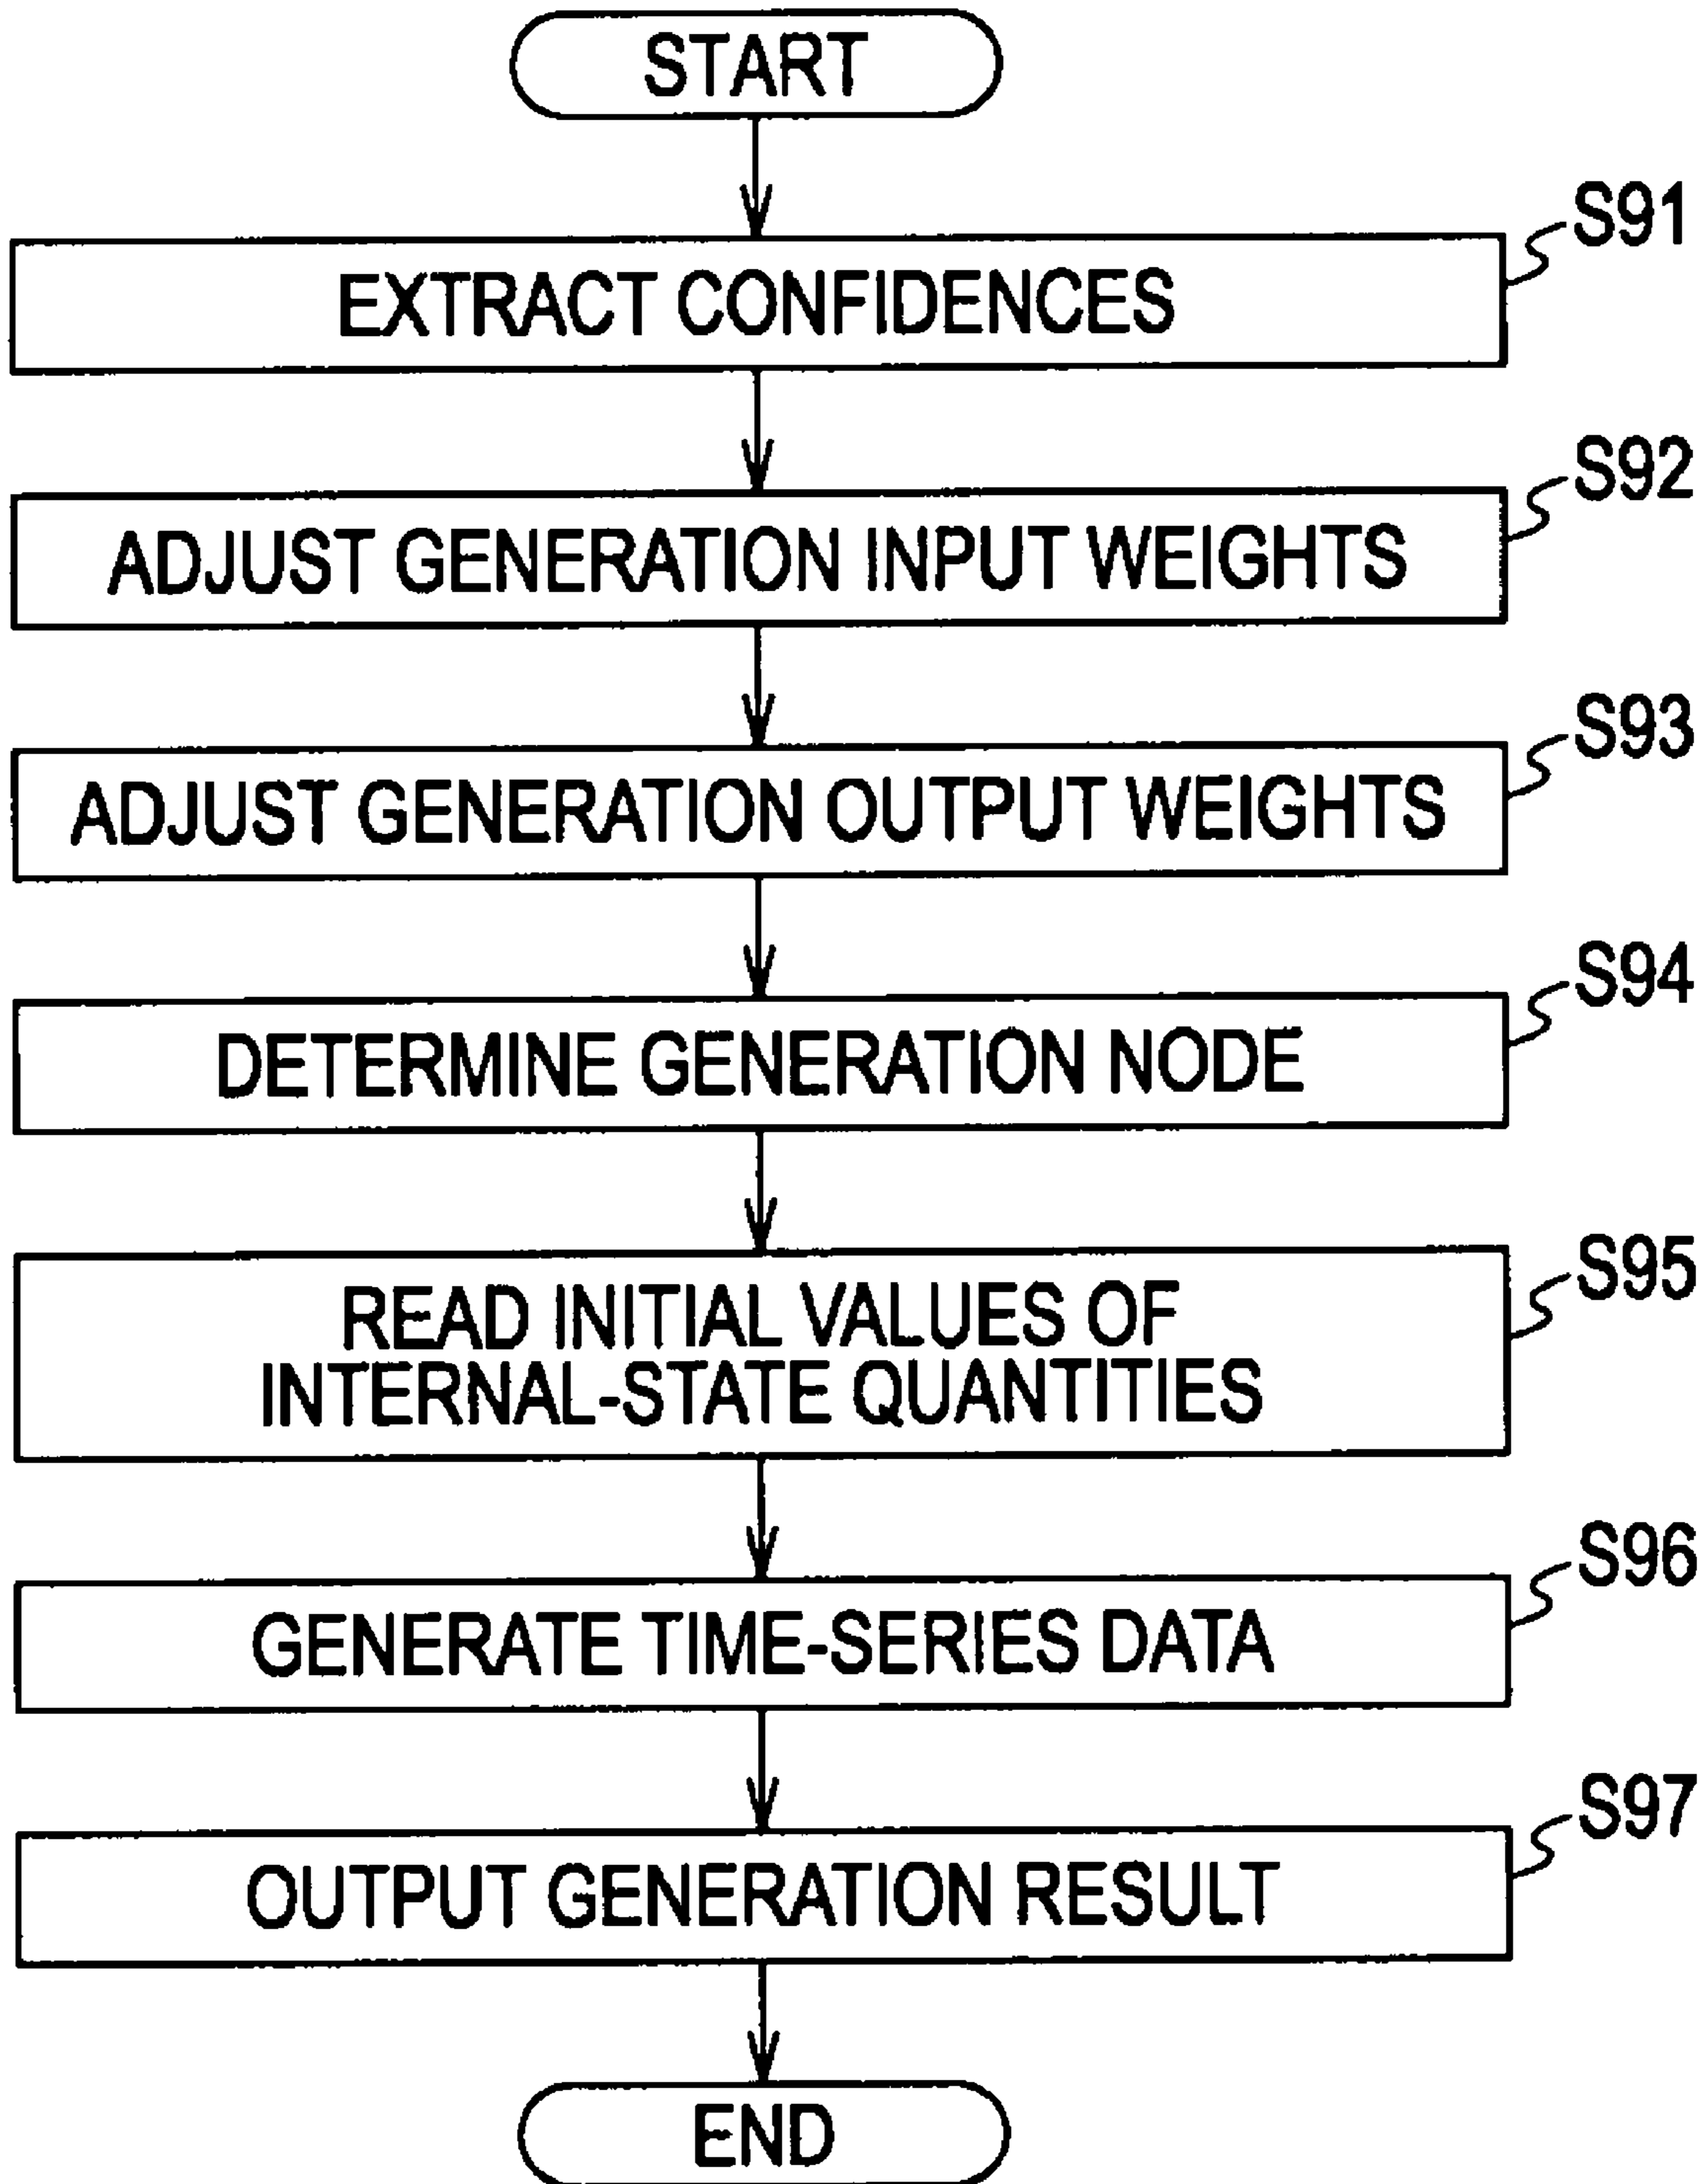 START
S91
EXTRACT CONFIDENCES
S92
ADJUST GENERATION INPUT WEIGHTS
S93
ADJUST GENERATION OUTPUT WEIGHTS
S94
DETERMINE GENERATION NODE
S95
READ INITIAL VALUES OF
INTERNAL-STATE QUANTITIES
S96
GENERATE TIME-SERIES DATA
S97
OUTPUT GENERATION RESULT
END